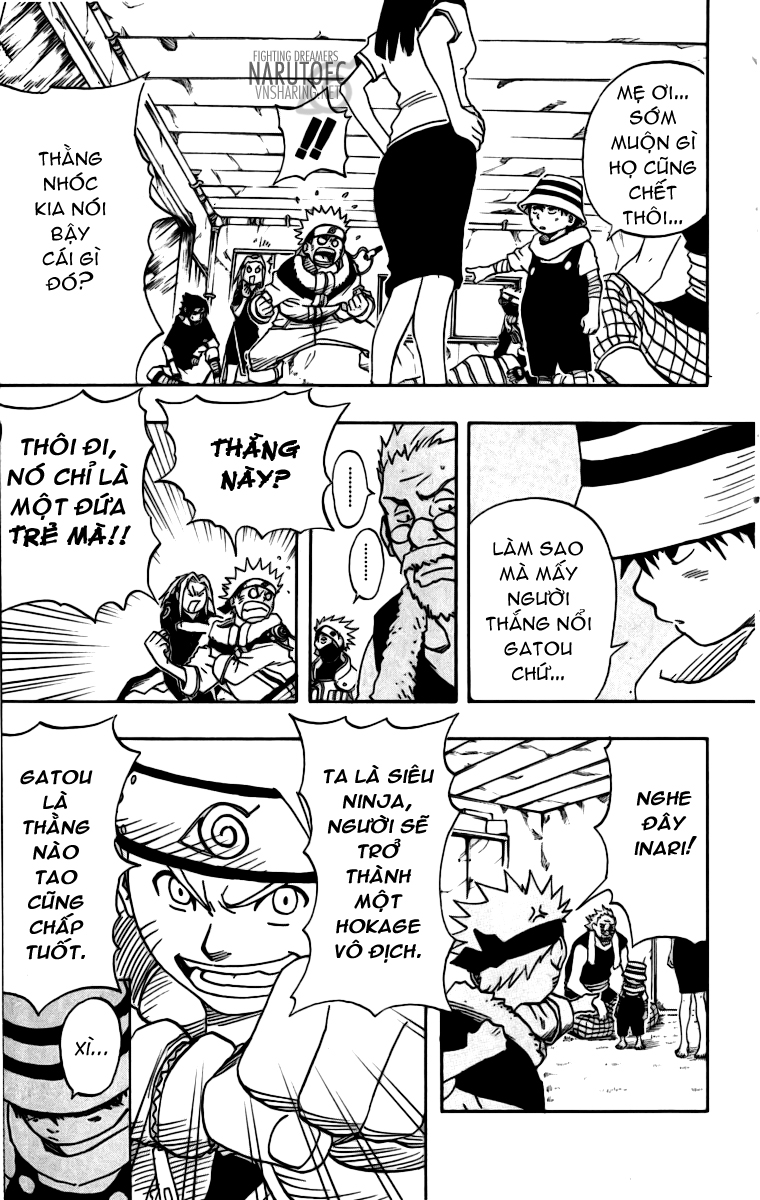 FIGHTING DREAMERS
NARUTOFC
VNSHARING.NET
MẸ ƠI...
SỚM
MUỘN GÌ
HỌ CŨNG
CHẾT
THÔI...
!!
THẰNG
NHÓC
KIA NÓI
BẬY
CÁI GÌ
ĐÓ?
LÀM SAO
MÀ MẤY
NGƯỜI
THẮNG NỔI
GATOU
CHỨ...
.........
.........
THẰNG
NÀY?
THÔI ĐI,
NÓ CHỈ LÀ
MỘT ĐỨA
TRẺ MÀ!!
NGHE
ĐÂY
INARI!
TA LÀ SIÊU
NINJA,
NGƯỜI SẼ
TRỞ
THÀNH
MỘT
HOKAGE
VÔ ĐỊCH.
GATOU
LÀ
THẰNG
NÀO
TAO
CŨNG
CHẤP
TUỐT.
XÌ...